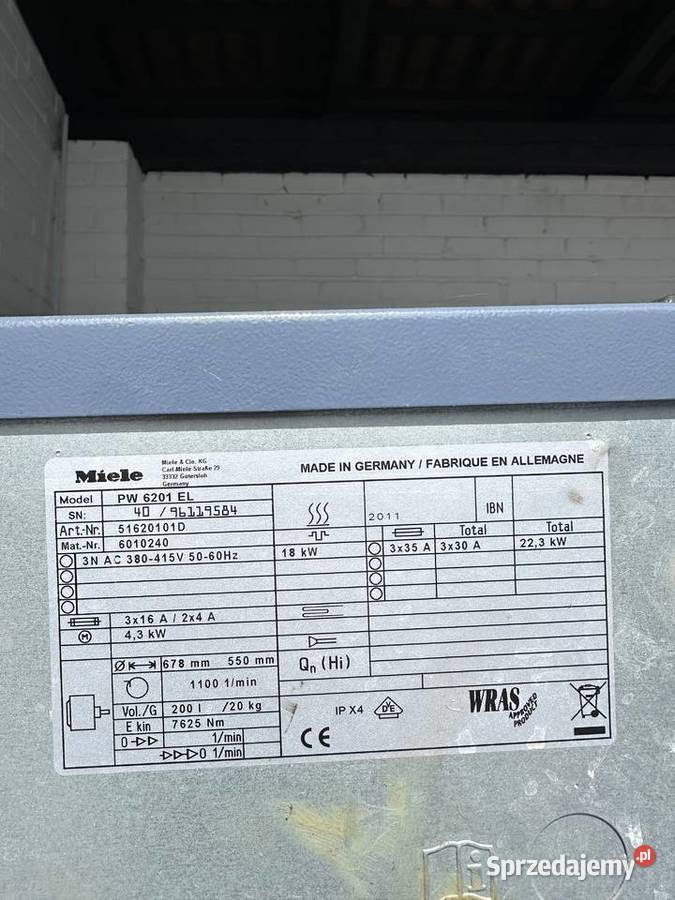 Miele
Miele & Cie. KG
Carl-Miele-Straße 29
33332 Gütersloh
Germany
MADE IN GERMANY / FABRIQUE EN ALLEMAGNE
Model PW 6201 EL
SN: 40 / 96119584
Art.-Nr. 51620101D
Mat.-Nr. 6010240
3N AC 380-415V 50-60Hz
3x16 A / 2x4 A
M 4,3 kW
Ø 678 mm 550 mm
1100 1/min
Vol./G 200 l /20 kg
E kin 7625 Nm
0 1/min
0 1/min
18 kW
2011
IBN
Total Total
3x35 A 3x30 A 22,3 kW
Qn (Hi)
IP X4
VDE
WRAS
APPROVED
PRODUCT
CE
i
Sprzedajemy.pl